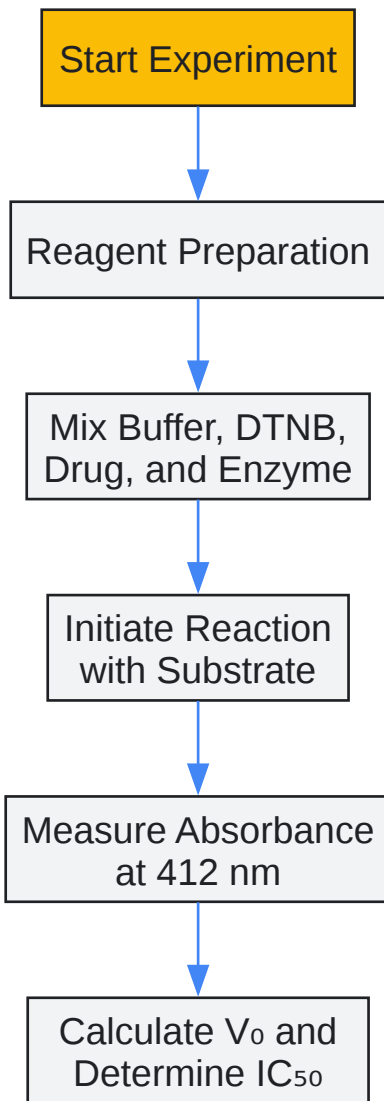 Start Experiment
Reagent Preparation
Mix Buffer, DTNB,
Drug, and Enzyme
Initiate Reaction
with Substrate
Measure Absorbance
at 412 nm
Calculate V₀ and
Determine IC₅₀